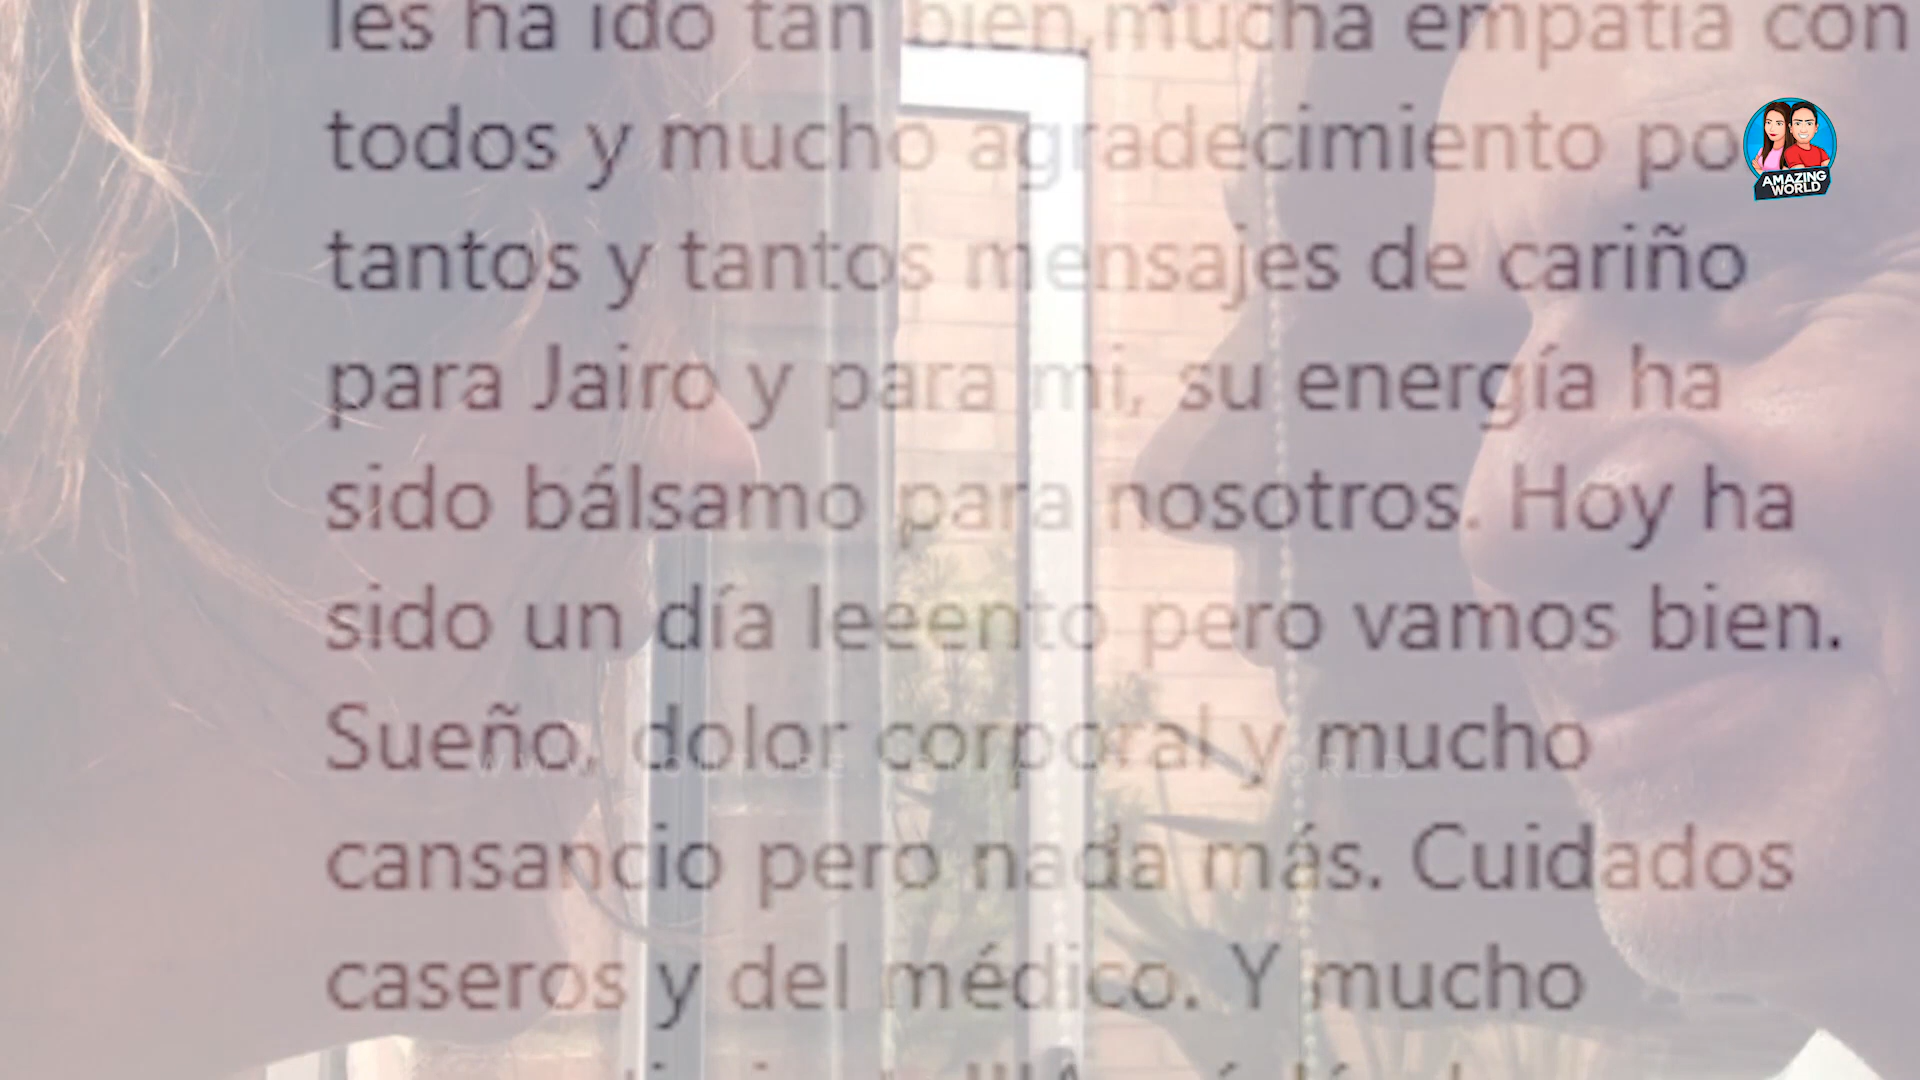 les ha ido tan bien, mucha empatía con
todos y mucho agradecimiento po
tantos y tantos mensajes de cariño
para Jairo y para mi, su energía ha
sido bálsamo para nosotros. Hoy ha
sido un día leeento pero vamos bien.
Sueño, dolor corporal y mucho
cansancio pero nada más. Cuidados
caseros y del médico. Y mucho
AMAZING
WORLD